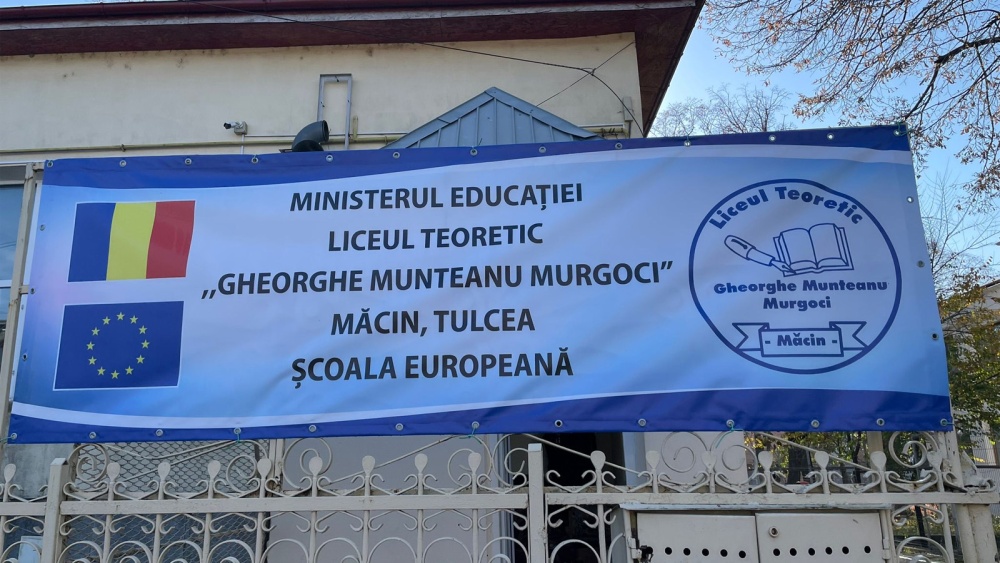 MINISTERUL EDUCAȚIEI
LICEUL TEORETIC
,,GHEORGHE MUNTEANU MURGOCI”
MĂCIN, TULCEA
ȘCOALA EUROPEANĂ
Liceul Teoretic
Gheorghe Munteanu
Murgoci
- Măcin -